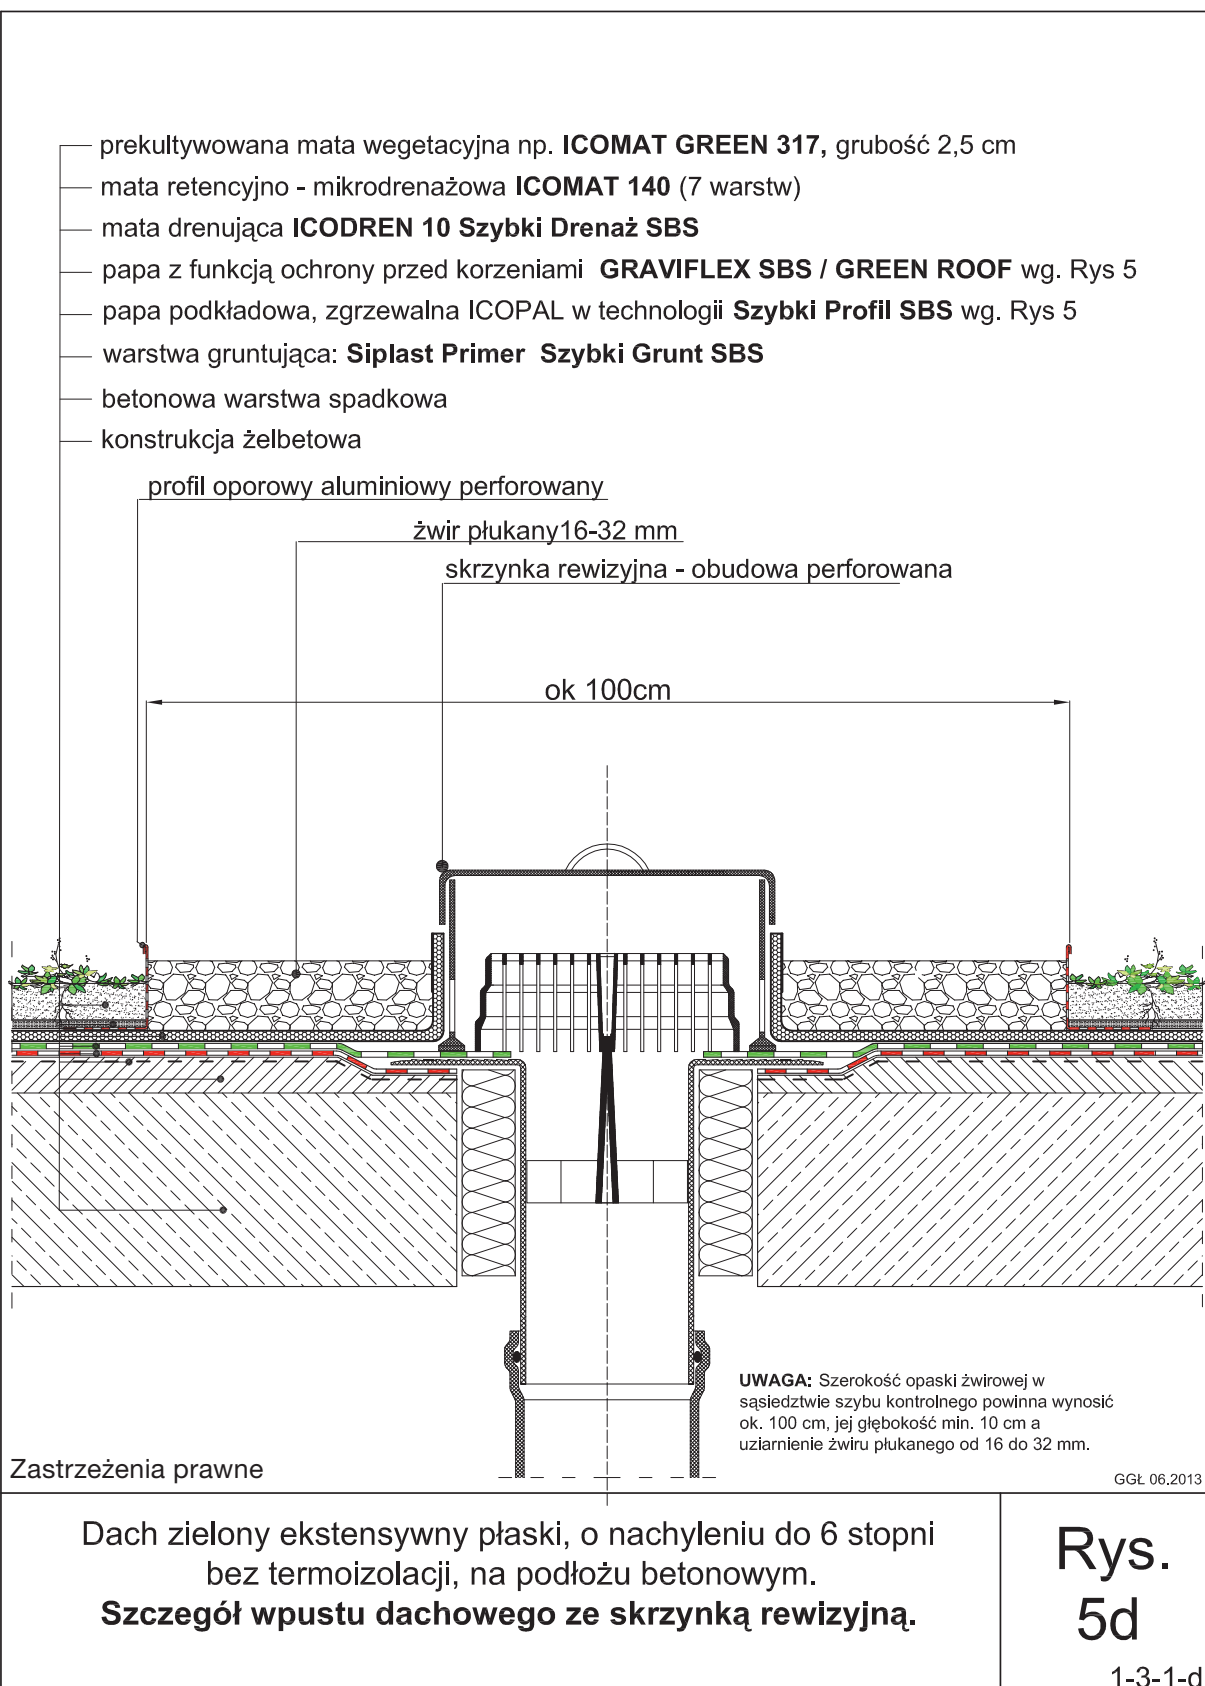 prekultywowana mata wegetacyjna np. ICOMAT GREEN 317, grubość 2,5 cm
mata retencyjno - mikrodrenażowa ICOMAT 140 (7 warstw)
mata drenująca ICODREN 10 Szybki Drenaż SBS
papa z funkcją ochrony przed korzeniami GRAVIFLEX SBS / GREEN ROOF wg. Rys 5
papa podkładowa, zgrzewalna ICOPAL w technologii Szybki Profil SBS wg. Rys 5
warstwa gruntująca: Siplast Primer Szybki Grunt SBS
betonowa warstwa spadkowa
konstrukcja żelbetowa
profil oporowy aluminiowy perforowany
żwir płukany16-32 mm
skrzynka rewizyjna - obudowa perforowana
ok 100cm
UWAGA: Szerokość opaski żwirowej w
sąsiedztwie szybu kontrolnego powinna wynosić
ok. 100 cm, jej głębokość min. 10 cm a
uziarnienie żwiru płukanego od 16 do 32 mm.
Zastrzeżenia prawne
GGŁ 06.2013
Dach zielony ekstensywny płaski, o nachyleniu do 6 stopni
bez termoizolacji, na podłożu betonowym.
Szczegół wpustu dachowego ze skrzynką rewizyjną.
Rys.
5d
1-3-1-d